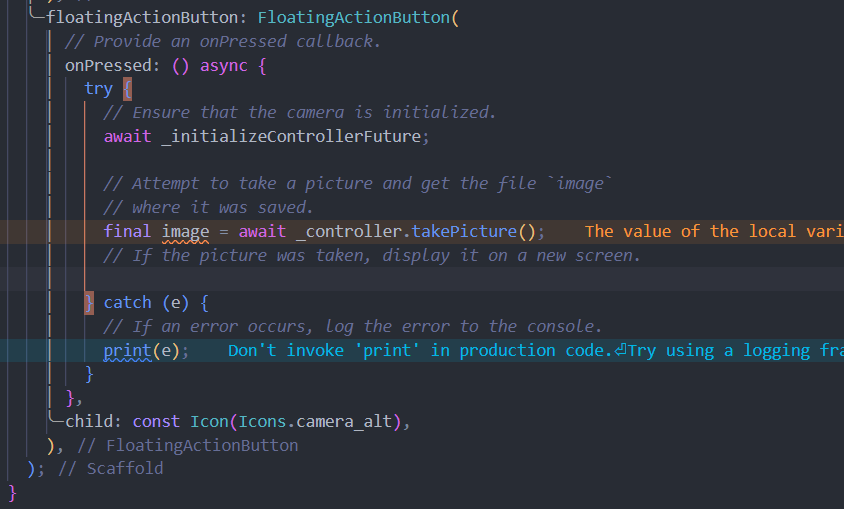 floatingActionButton: FloatingActionButton(
// Provide an onPressed callback.
onPressed: () async {
try {
// Ensure that the camera is initialized.
await _initializeControllerFuture;
// Attempt to take a picture and get the file `image`
// where it was saved.
final image = await _controller.takePicture(); The value of the local vari
// If the picture was taken, display it on a new screen.
} catch (e) {
// If an error occurs, log the error to the console.
print(e); Don't invoke 'print' in production code.⏎Try using a logging fra
}
},
child: const Icon(Icons.camera_alt),
), // FloatingActionButton
); // Scaffold
}